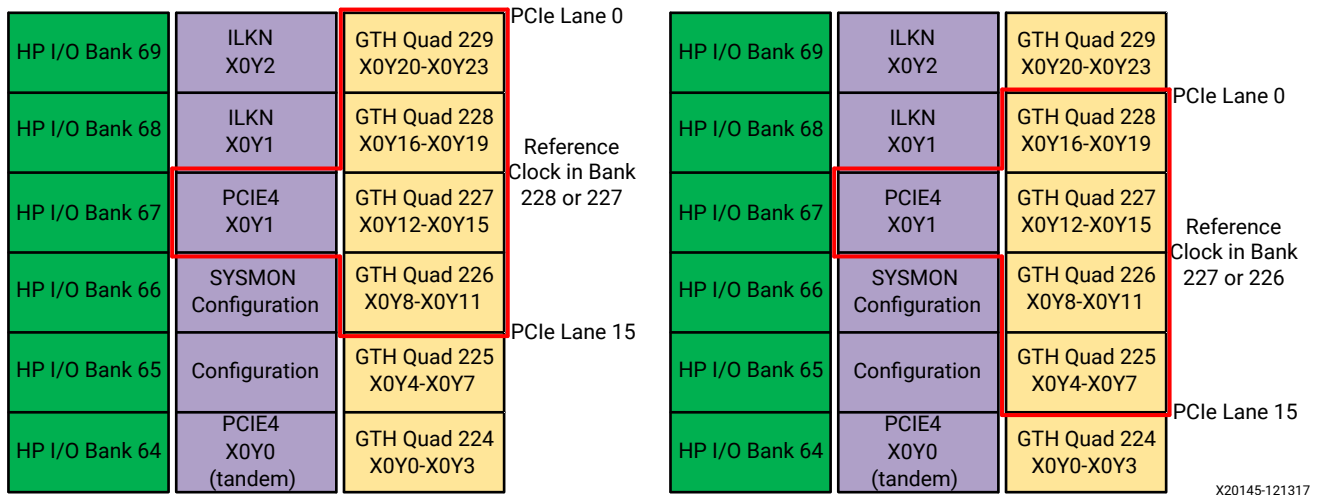 PCIe Lane 0
HP I/O Bank 69
ILKN
X0Y2
GTH Quad 229
X0Y20-X0Y23
HP I/O Bank 68
ILKN
X0Y1
GTH Quad 228
X0Y16-X0Y19
Reference
Clock in Bank
228 or 227
HP I/O Bank 67
PCIE4
X0Y1
GTH Quad 227
X0Y12-X0Y15
HP I/O Bank 66
SYSMON
Configuration
GTH Quad 226
X0Y8-X0Y11
PCIe Lane 15
HP I/O Bank 65
Configuration
GTH Quad 225
X0Y4-X0Y7
HP I/O Bank 64
PCIE4
X0Y0
(tandem)
GTH Quad 224
X0Y0-X0Y3
HP I/O Bank 69
ILKN
X0Y2
GTH Quad 229
X0Y20-X0Y23
PCIe Lane 0
HP I/O Bank 68
ILKN
X0Y1
GTH Quad 228
X0Y16-X0Y19
HP I/O Bank 67
PCIE4
X0Y1
GTH Quad 227
X0Y12-X0Y15
Reference
Clock in Bank
227 or 226
HP I/O Bank 66
SYSMON
Configuration
GTH Quad 226
X0Y8-X0Y11
HP I/O Bank 65
Configuration
GTH Quad 225
X0Y4-X0Y7
PCIe Lane 15
HP I/O Bank 64
PCIE4
X0Y0
(tandem)
GTH Quad 224
X0Y0-X0Y3
X20145-121317